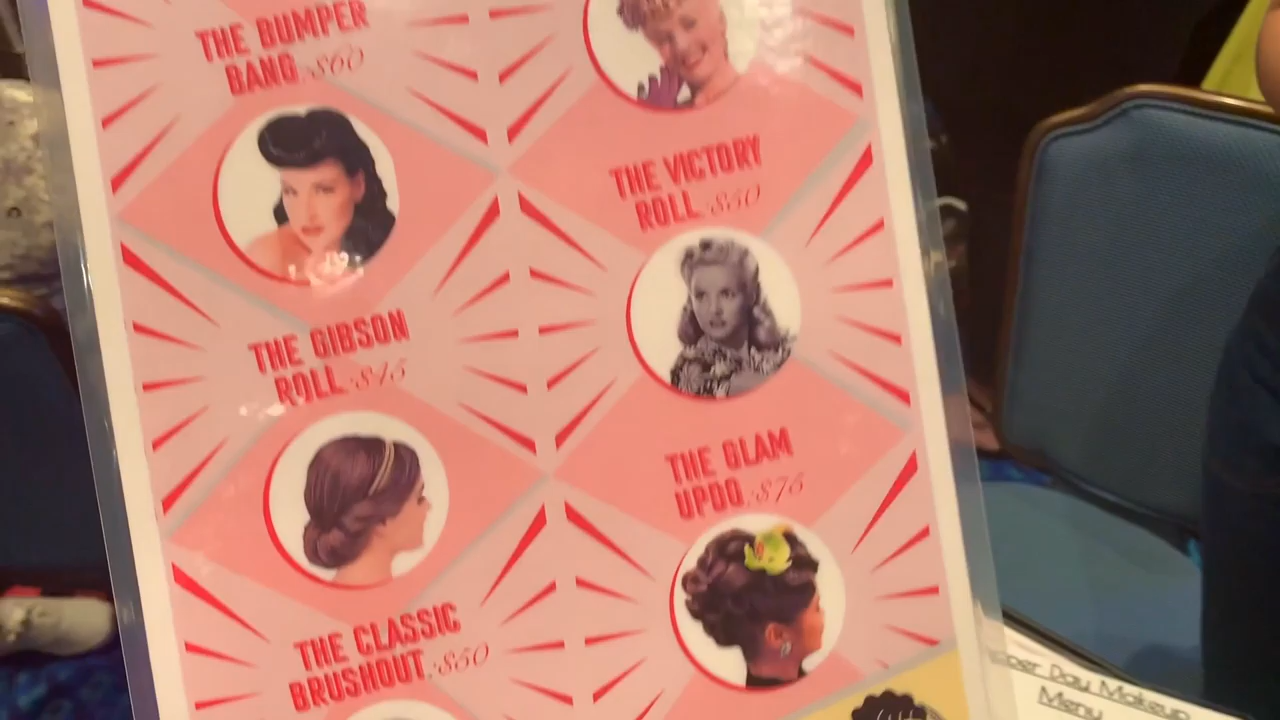 THE BUMPER
BANG $60
THE VICTORY
ROLL $50
THE GIBSON
ROLL $45
THE GLAM
UPDO $75
THE CLASSIC
BRUSHOUT $50
Day Makeup
Menu